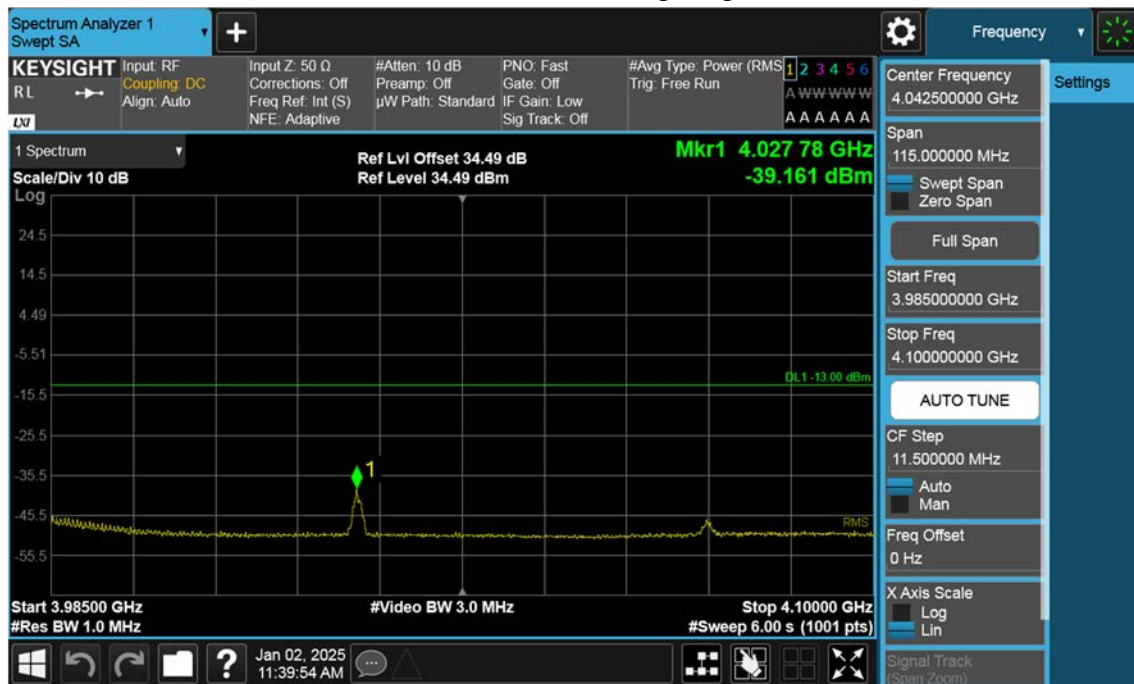 Spectrum Analyzer 1
Swept SA
+
Frequency
KEYSIGHT
RL
LXI
Input: RF
Coupling: DC
Align: Auto
Input Z: 50 Ω
Corrections: Off
Freq Ref: Int (S)
NFE: Adaptive
#Atten: 10 dB
Preamp: Off
µW Path: Standard
PNO: Fast
Gate: Off
IF Gain: Low
Sig Track: Off
#Avg Type: Power (RMS
Trig: Free Run
1 2 3 4 5 6
A W W W W W
A A A A A A
1 Spectrum
Scale/Div 10 dB
Log
Ref Lvl Offset 34.49 dB
Ref Level 34.49 dBm
Mkr1 4.027 78 GHz
-39.161 dBm
24.5
14.5
4.49
-5.51
DL1 -13.00 dBm
-15.5
-25.5
-35.5
1
-45.5
RMS
-55.5
Start 3.98500 GHz
#Res BW 1.0 MHz
#Video BW 3.0 MHz
Stop 4.10000 GHz
#Sweep 6.00 s (1001 pts)
?
Jan 02, 2025
11:39:54 AM
Center Frequency
4.042500000 GHz
Span
115.000000 MHz
Swept Span
Zero Span
Full Span
Start Freq
3.985000000 GHz
Stop Freq
4.100000000 GHz
AUTO TUNE
CF Step
11.500000 MHz
Auto
Man
Freq Offset
0 Hz
X Axis Scale
Log
Lin
Signal Track
(Span Zoom)
Settings